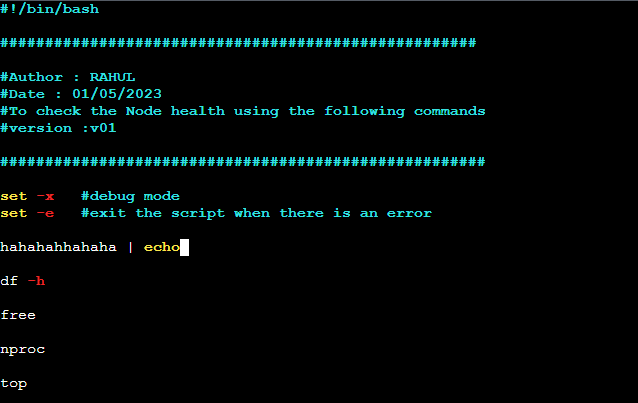 #!/bin/bash
#####################################################
#Author : RAHUL
#Date : 01/05/2023
#To check the Node health using the following commands
#version :v01
######################################################
set -x   #debug mode
set -e   #exit the script when there is an error
hahahahhahaha | echo
df -h
free
nproc
top